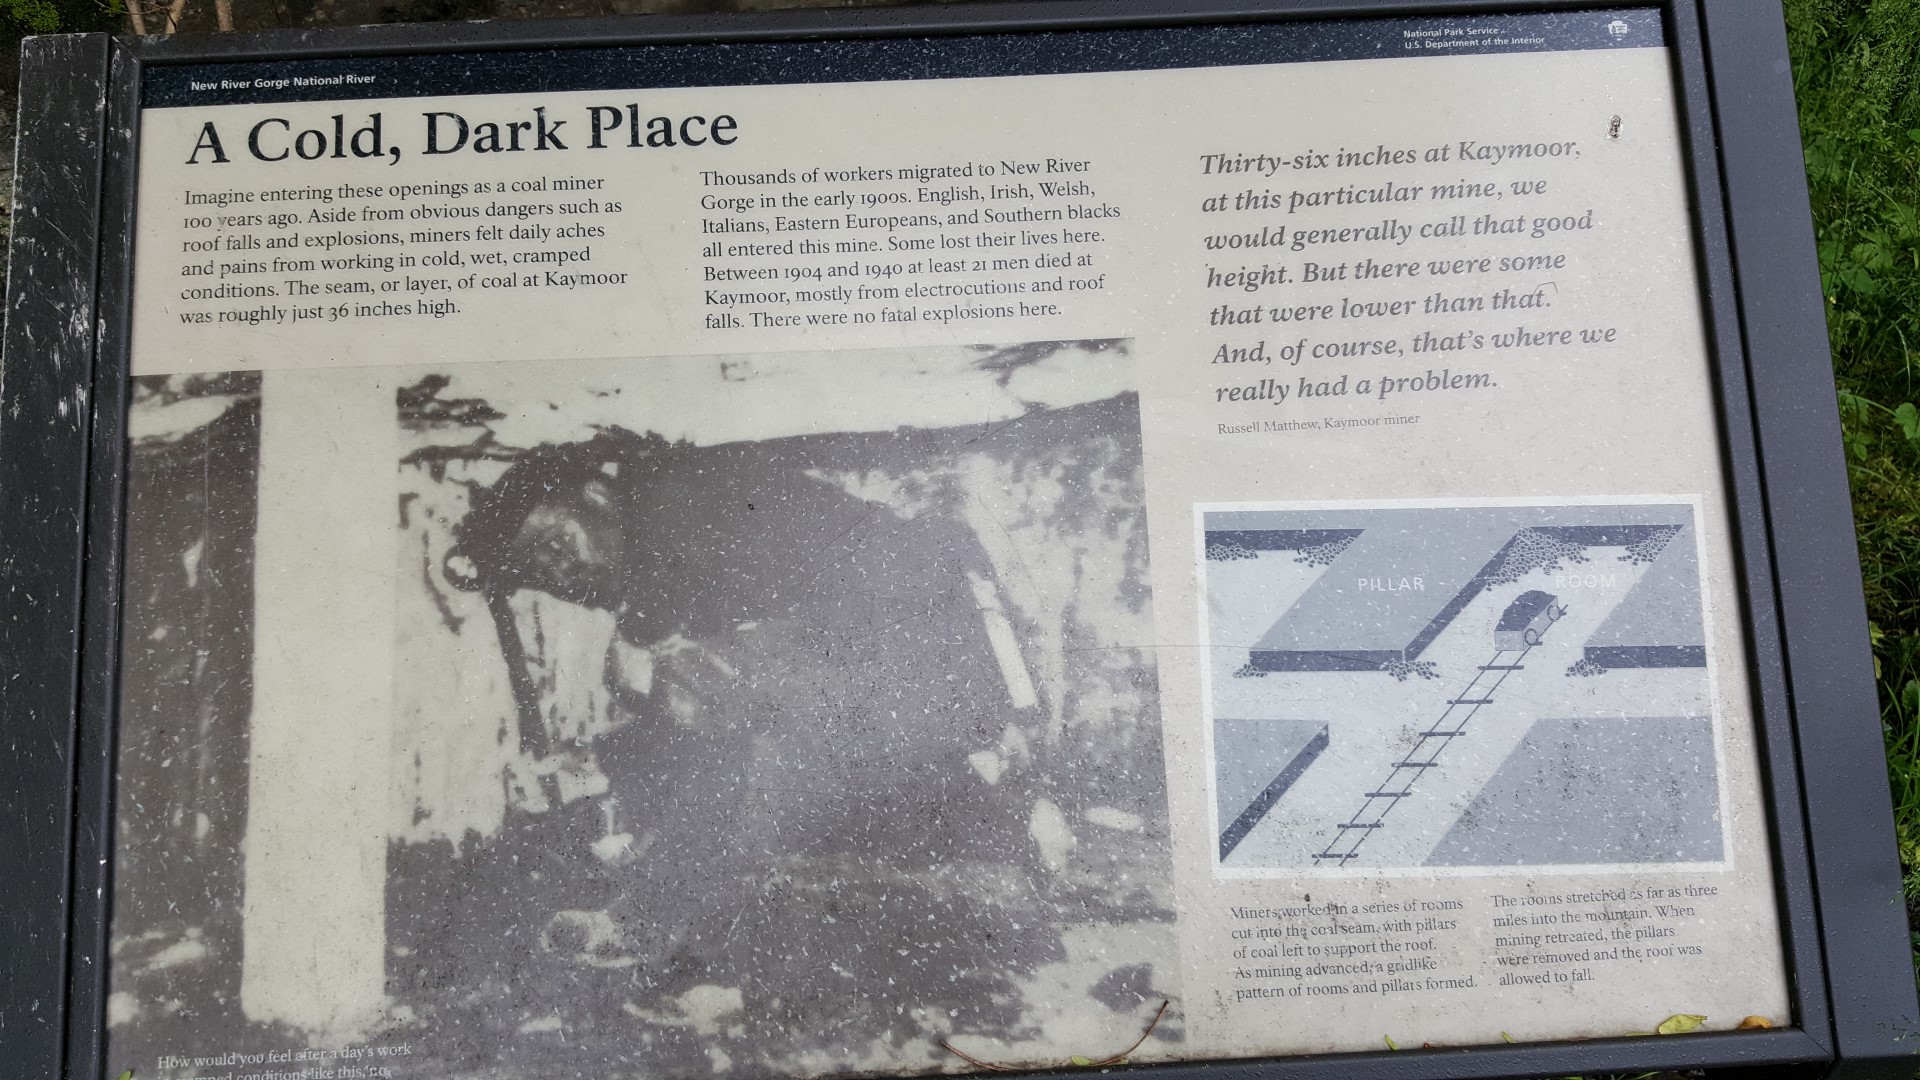 New River Gorge National River
National Park Service
U.S. Department of the Interior
A Cold, Dark Place
Imagine entering these openings as a coal miner
100 years ago. Aside from obvious dangers such as
roof falls and explosions, miners felt daily aches
and pains from working in cold, wet, cramped
conditions. The seam, or layer, of coal at Kaymoor
was roughly just 36 inches high.
Thousands of workers migrated to New River
Gorge in the early 1900s. English, Irish, Welsh,
Italians, Eastern Europeans, and Southern blacks
all entered this mine. Some lost their lives here.
Between 1904 and 1940 at least 21 men died at
Kaymoor, mostly from electrocutions and roof
falls. There were no fatal explosions here.
Thirty-six inches at Kaymoor,
at this particular mine, we
would generally call that good
height. But there were some
that were lower than that.
And, of course, that's where we
really had a problem.
Russell Matthew, Kaymoor miner
PILLAR
ROOM
Miners worked in a series of rooms
cut into the coal seam, with pillars
of coal left to support the roof.
As mining advanced, a gridlike
pattern of rooms and pillars formed.
The rooms stretched as far as three
miles into the mountain. When
mining retreated, the pillars
were removed and the roof was
allowed to fall.
How would you feel after a day's work
conditions like this,